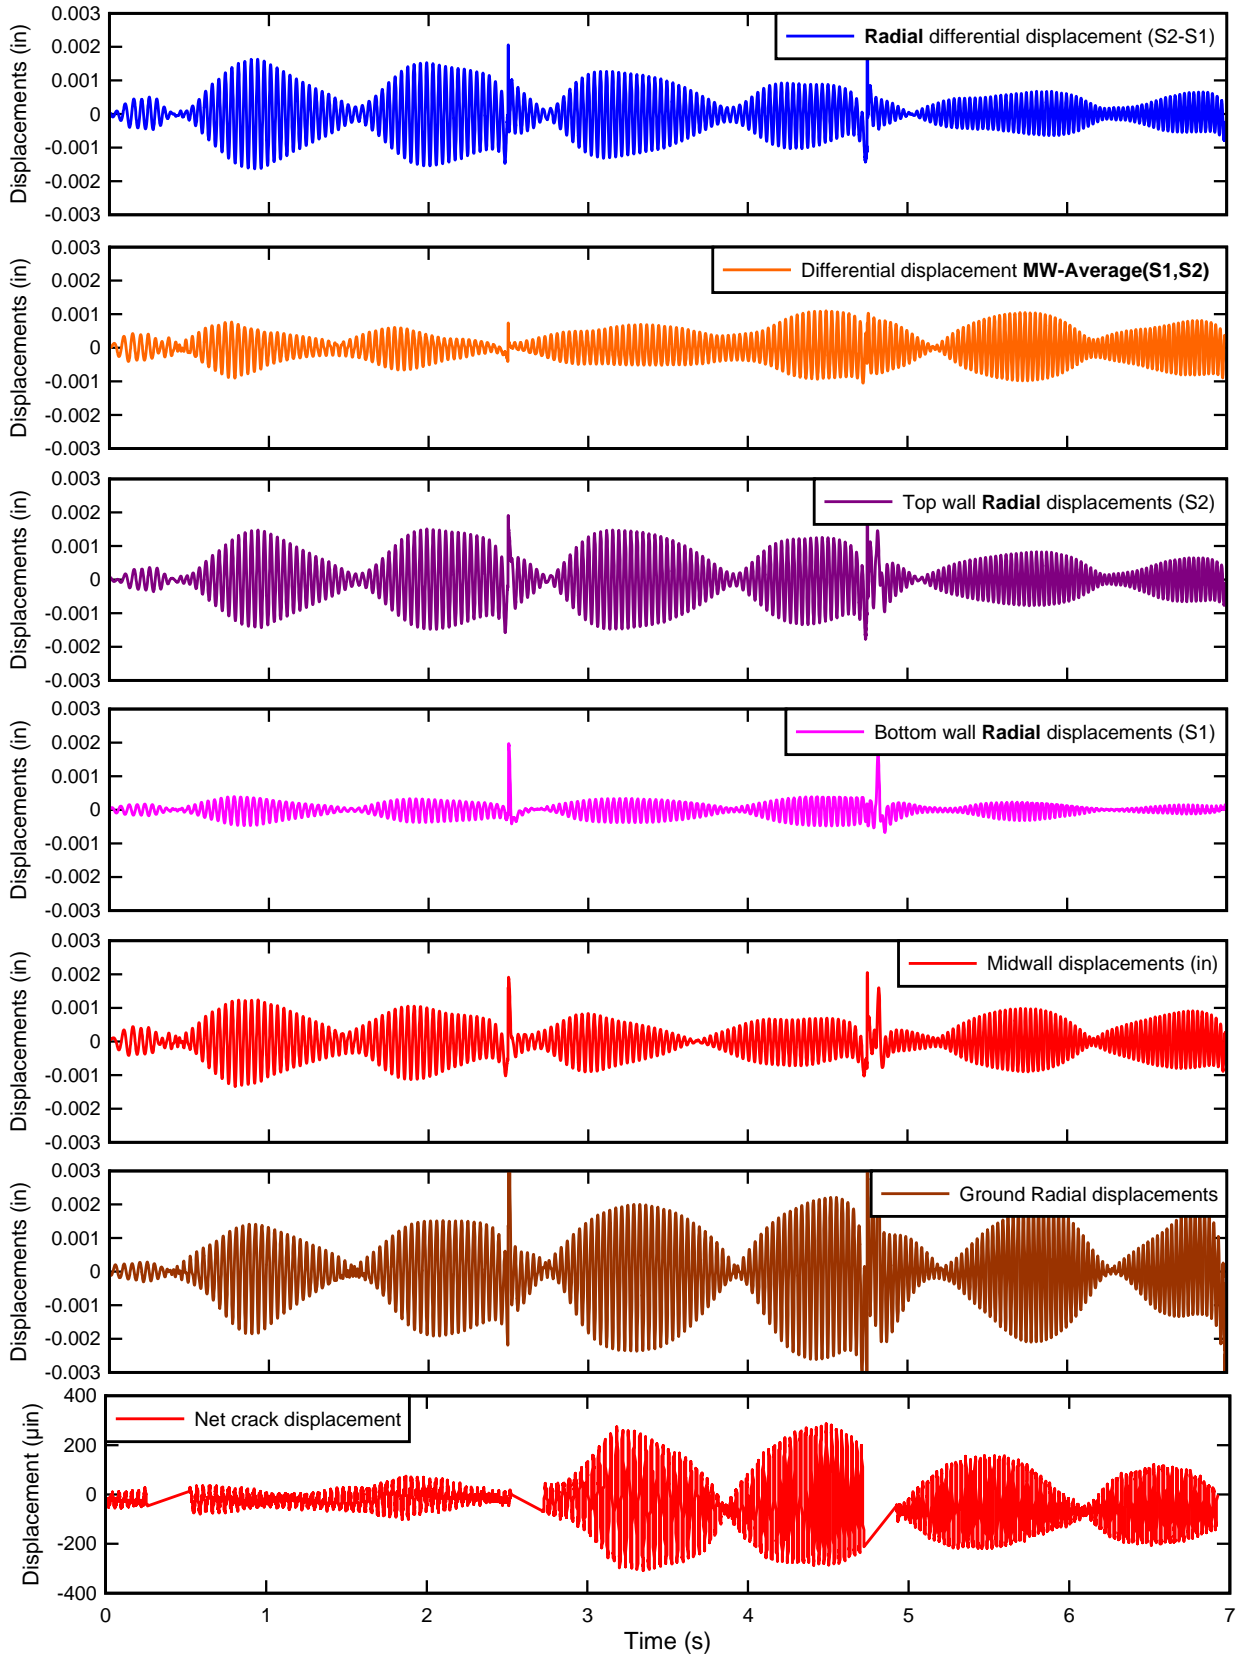 0.003
Radial differential displacement (S2-S1)
0.002
0.001
0
-0.001
-0.002
-0.003
Displacements (in)
0.003
Differential displacement MW-Average(S1,S2)
0.002
0.001
0
-0.001
-0.002
-0.003
Displacements (in)
0.003
Top wall Radial displacements (S2)
0.002
0.001
0
-0.001
-0.002
-0.003
Displacements (in)
0.003
Bottom wall Radial displacements (S1)
0.002
0.001
0
-0.001
-0.002
-0.003
Displacements (in)
0.003
Midwall displacements (in)
0.002
0.001
0
-0.001
-0.002
-0.003
Displacements (in)
0.003
Ground Radial displacements
0.002
0.001
0
-0.001
-0.002
-0.003
Displacements (in)
400
Net crack displacement
200
0
-200
-400
Displacement (µin)
0 1 2 3 4 5 6 7
Time (s)